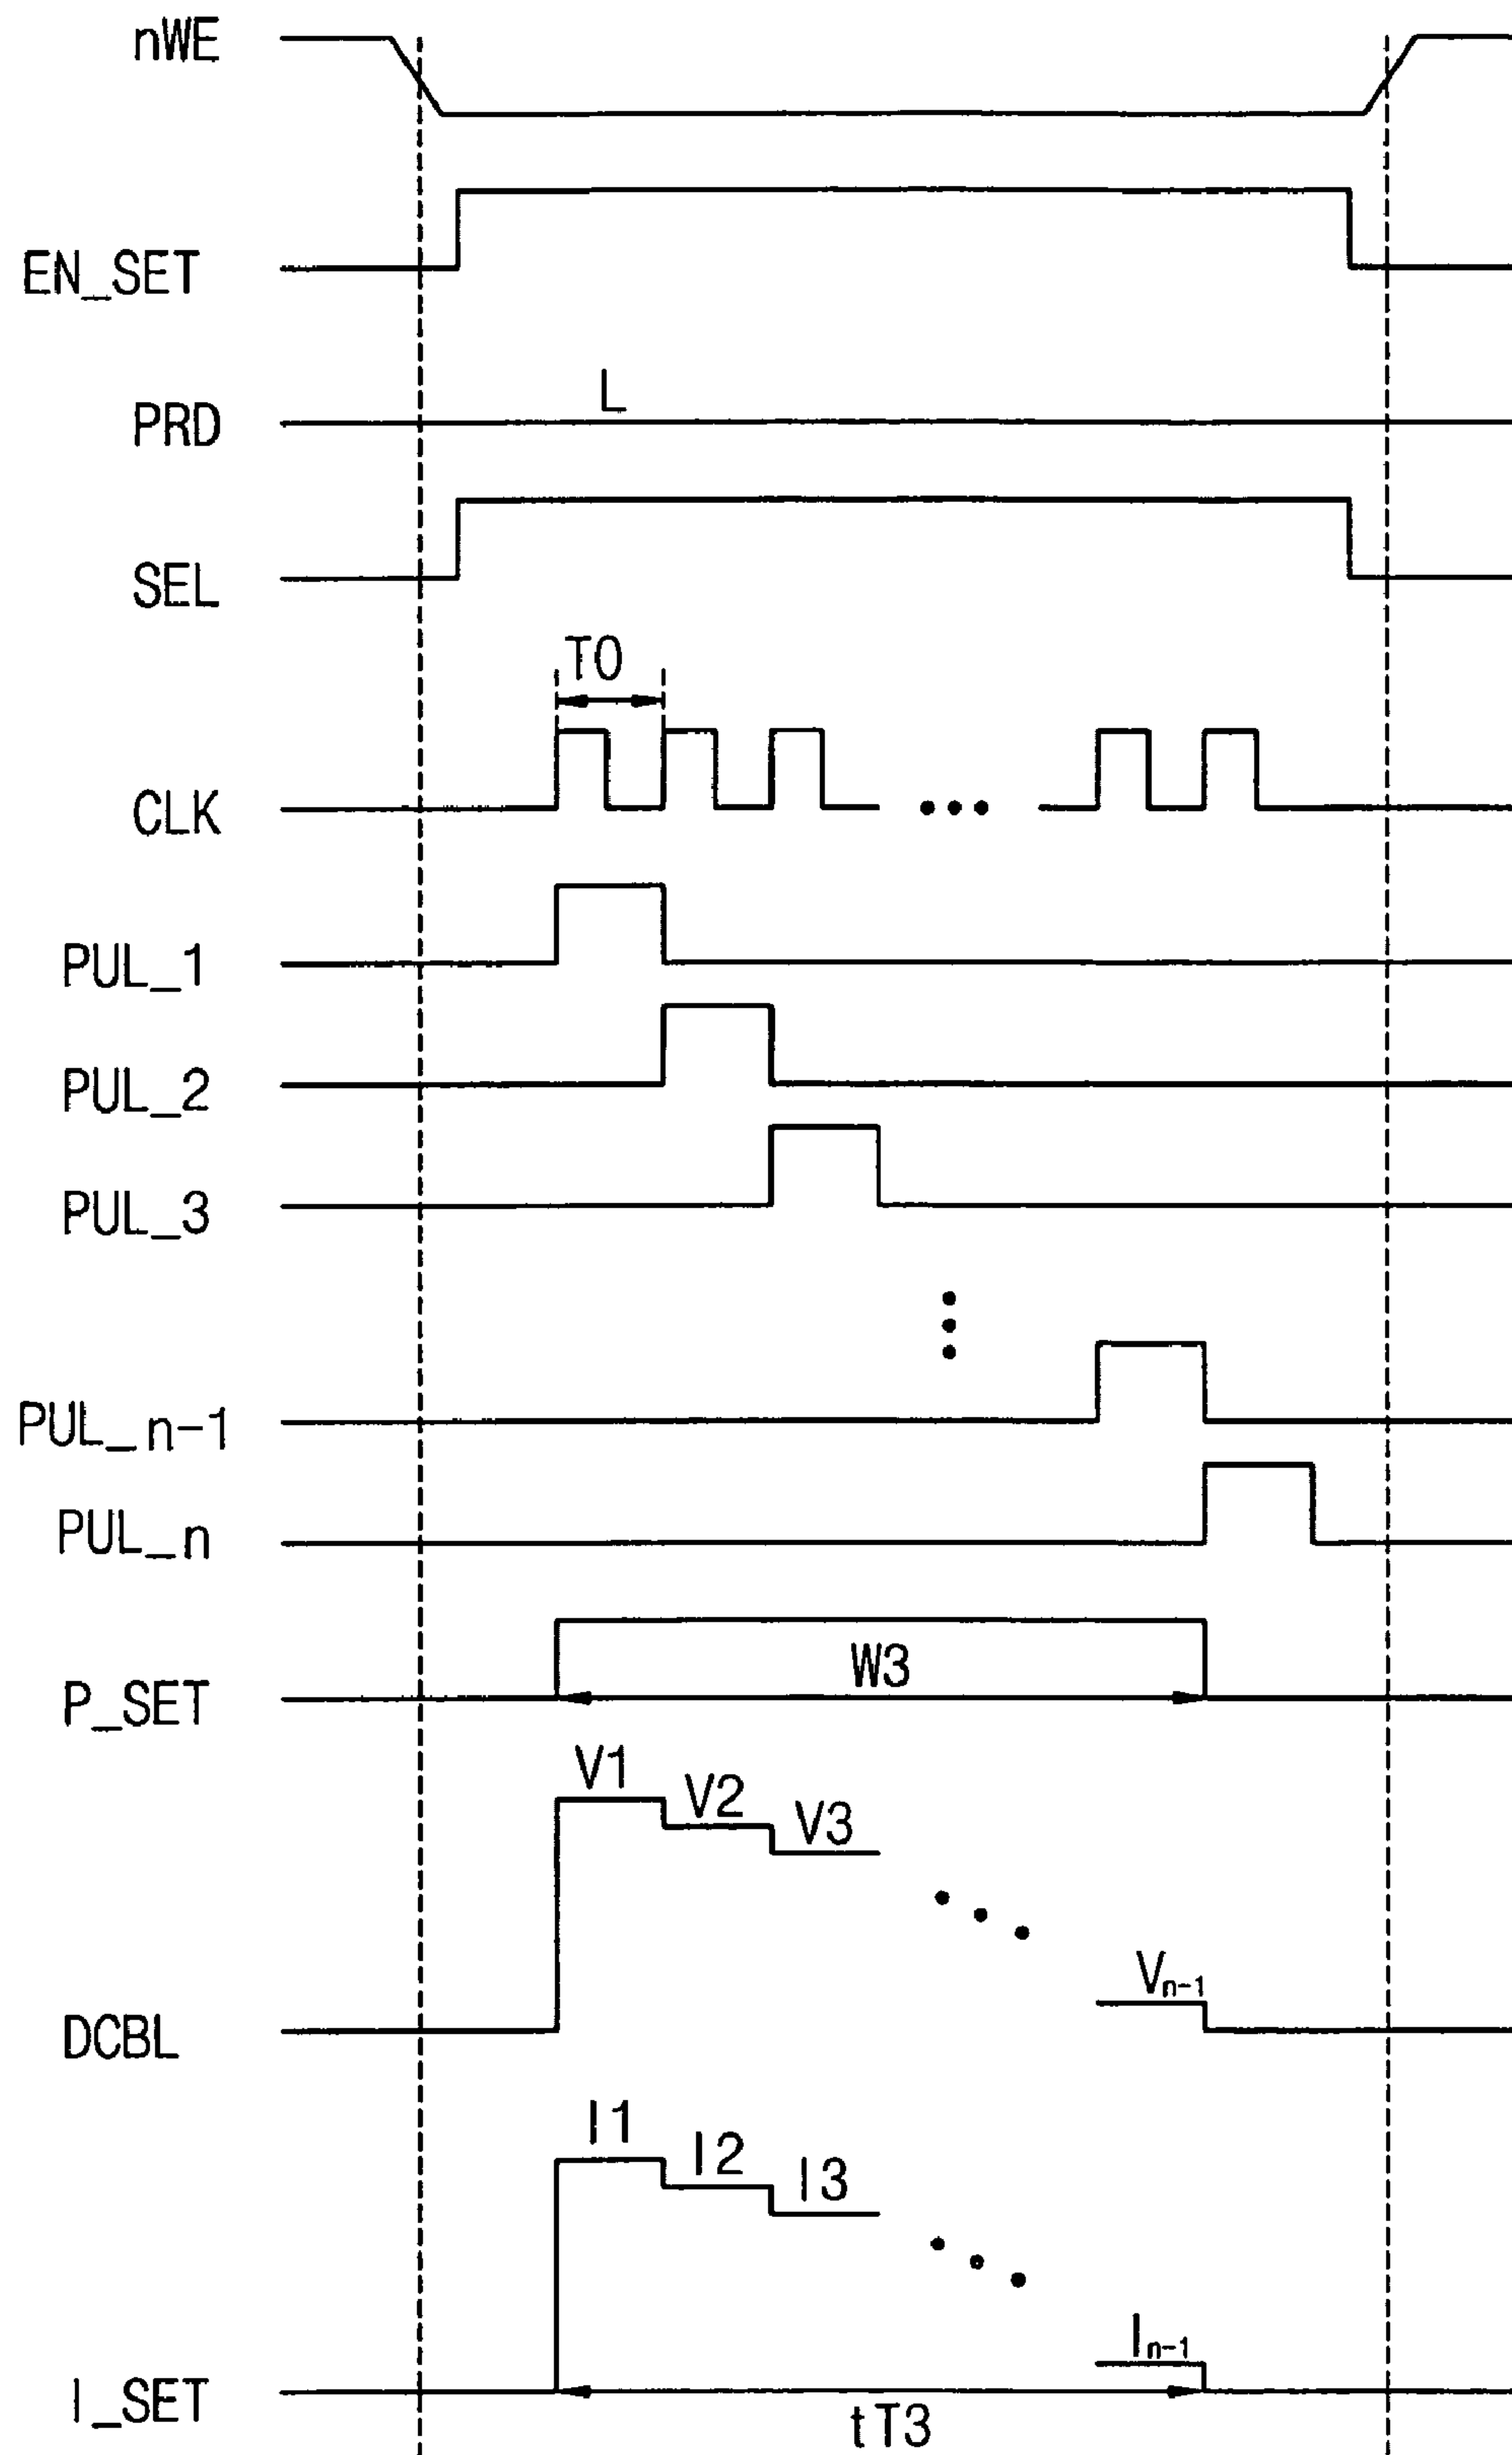 nWE
EN_SET
PRD
L
SEL
T0
CLK
PUL_1
PUL_2
PUL_3
PUL_n-1
PUL_n
P_SET
W3
V1
V2
V3
Vn-1
DCBL
I1
I2
I3
In-1
I_SET
tT3